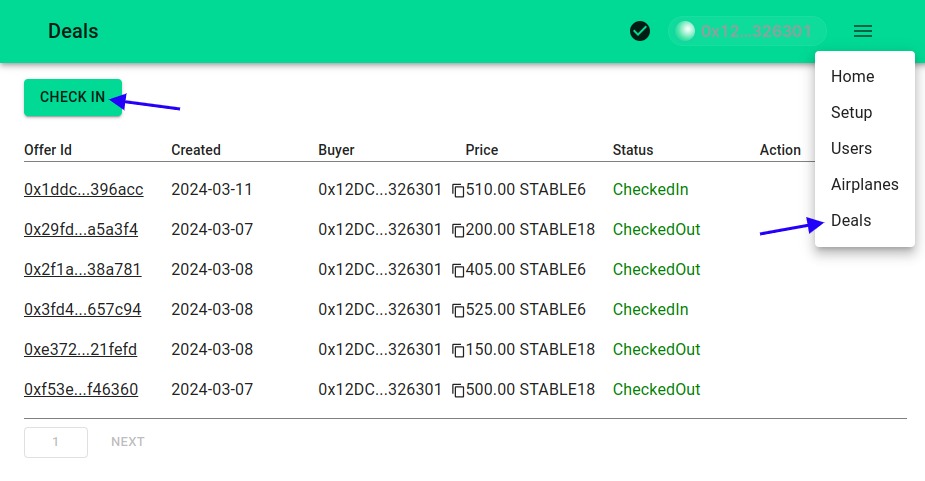 Deals
0x12...326301
Home
Setup
Users
Airplanes
Deals
CHECK IN
Offer Id Created Buyer Price Status Action
0x1ddc...396acc 2024-03-11 0x12DC...326301 510.00 STABLE6 CheckedIn
0x29fd...a5a3f4 2024-03-07 0x12DC...326301 200.00 STABLE18 CheckedOut
0x2f1a...38a781 2024-03-08 0x12DC...326301 405.00 STABLE6 CheckedOut
0x3fd4...657c94 2024-03-08 0x12DC...326301 525.00 STABLE6 CheckedIn
0xe372...21fefd 2024-03-08 0x12DC...326301 150.00 STABLE18 CheckedOut
0xf53e...f46360 2024-03-07 0x12DC...326301 500.00 STABLE18 CheckedOut
1 NEXT